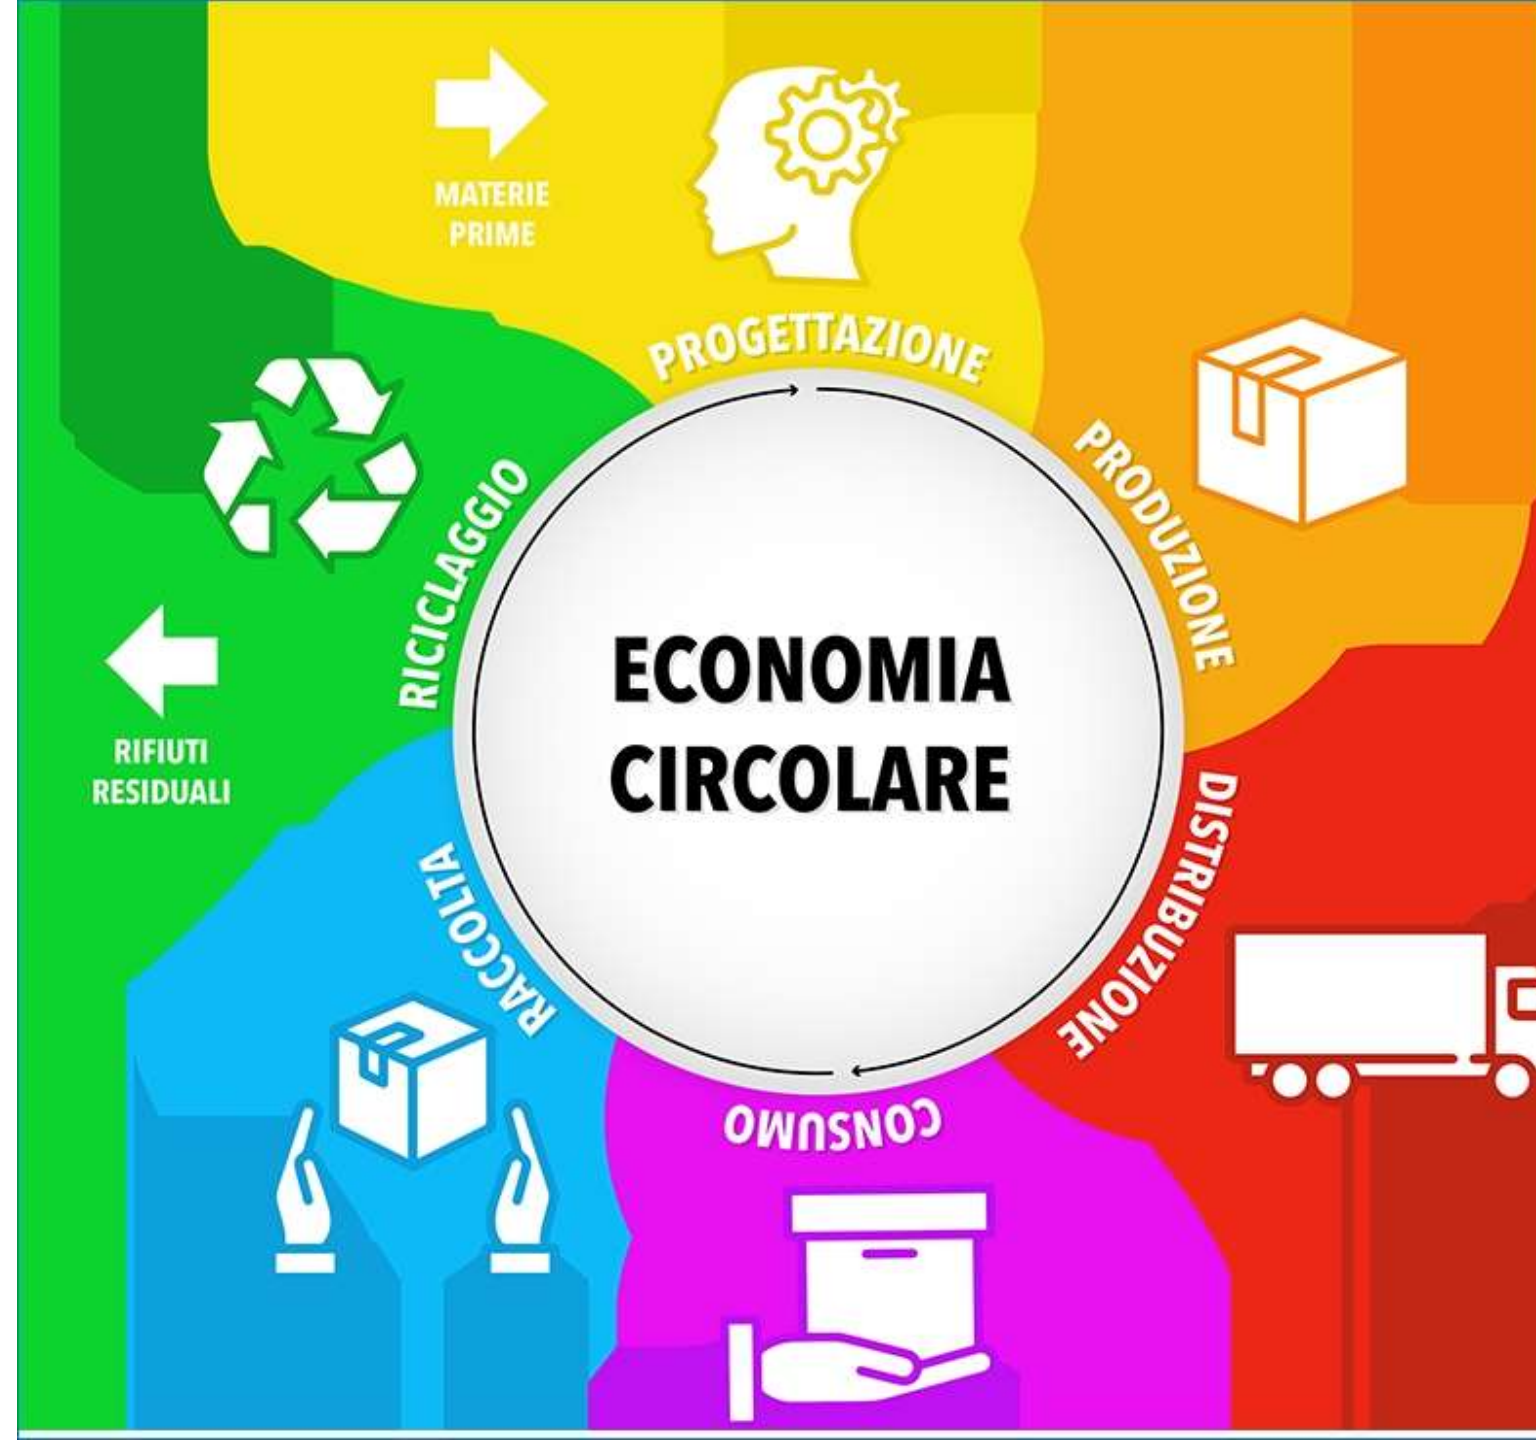 MATERIE
PRIME
PROGETTAZIONE
PRODUZIONE
RICICLAGGIO
ECONOMIA
CIRCOLARE
RIFIUTI
RESIDUALI
DISTRIBUZIONE
RACCOLTA
CONSUMO